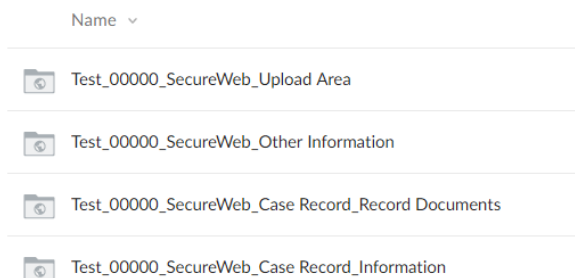 Name
Test_00000_SecureWeb_Upload Area
Test_00000_SecureWeb_Other Information
Test_00000_SecureWeb_Case Record_Record Documents
Test_00000_SecureWeb_Case Record_Information